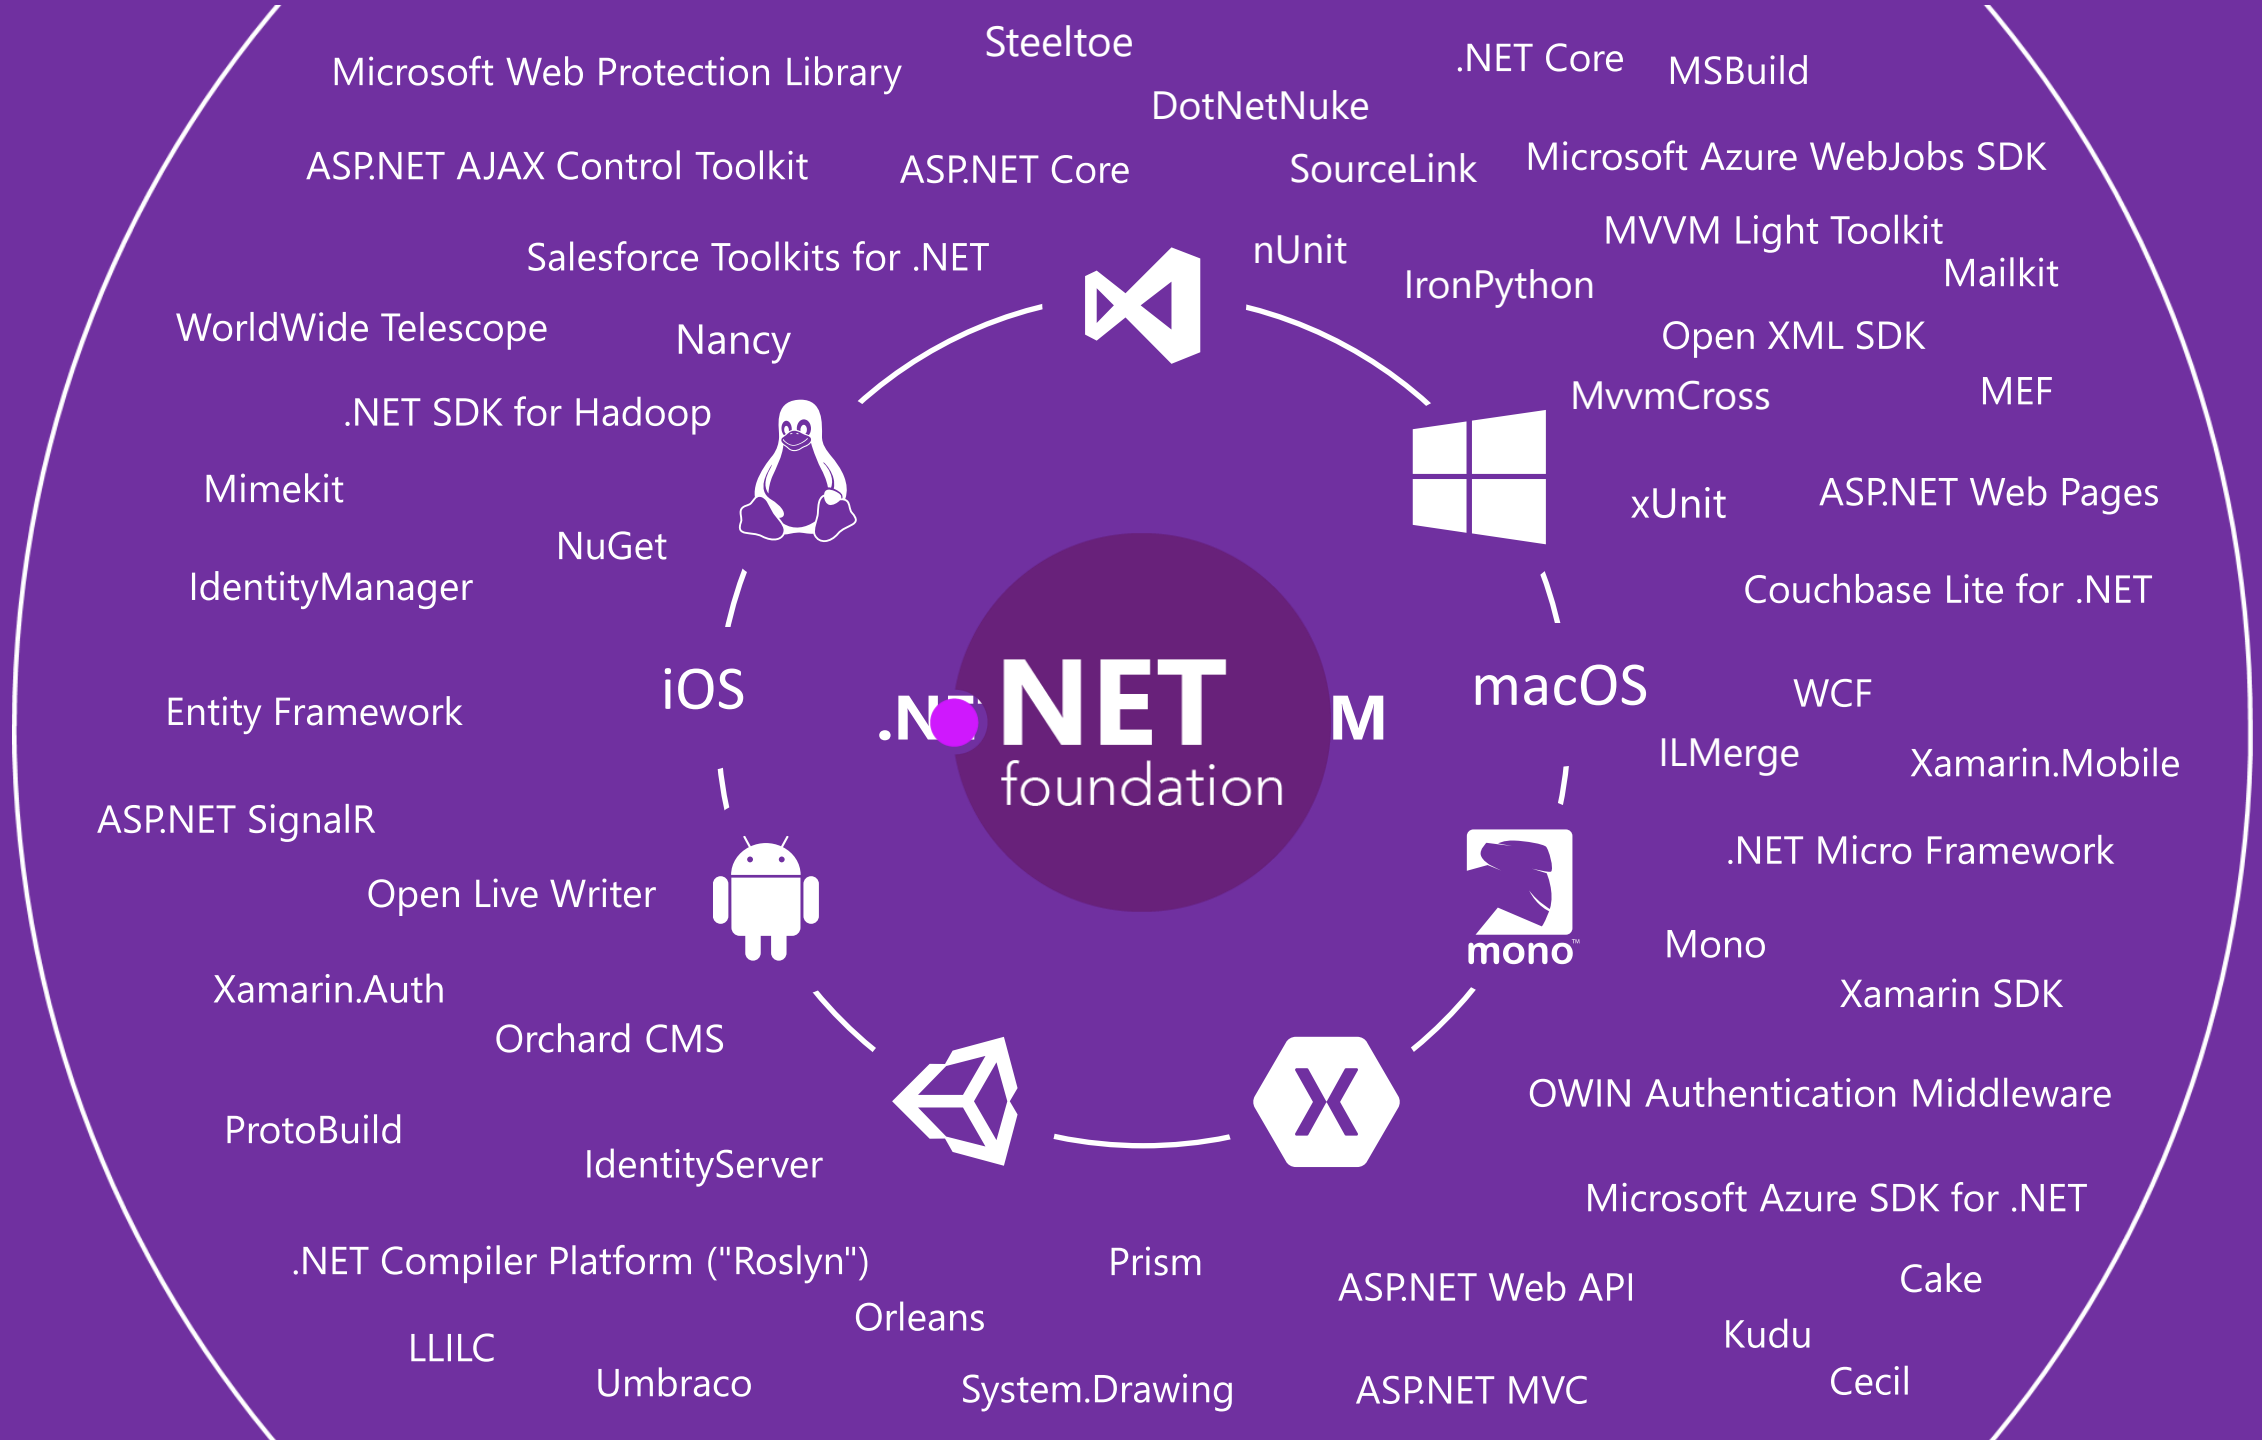 Steeltoe
.NET Core
MSBuild
Microsoft Web Protection Library
DotNetNuke
ASP.NET AJAX Control Toolkit
ASP.NET Core
SourceLink
Microsoft Azure WebJobs SDK
MVVM Light Toolkit
Salesforce Toolkits for .NET
nUnit
IronPython
Mailkit
WorldWide Telescope
Nancy
Open XML SDK
MvvmCross
MEF
.NET SDK for Hadoop
Mimekit
xUnit
ASP.NET Web Pages
NuGet
IdentityManager
Couchbase Lite for .NET
iOS
macOS
WCF
Entity Framework
.NET
foundation
M
ILMerge
Xamarin.Mobile
ASP.NET SignalR
.NET Micro Framework
Open Live Writer
mono™
Mono
Xamarin.Auth
Xamarin SDK
Orchard CMS
OWIN Authentication Middleware
ProtoBuild
IdentityServer
Microsoft Azure SDK for .NET
.NET Compiler Platform ("Roslyn")
Prism
ASP.NET Web API
Cake
Orleans
Kudu
LLILC
Umbraco
System.Drawing
ASP.NET MVC
Cecil